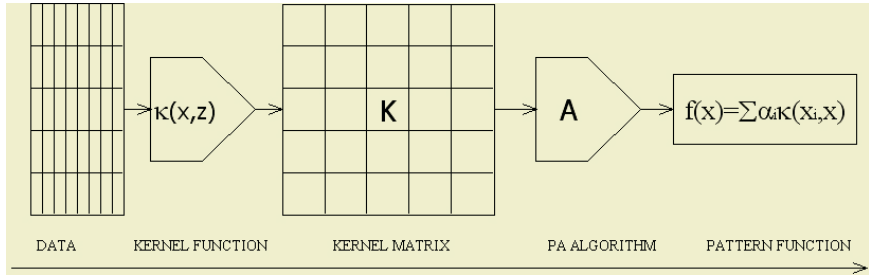 κ(x,z)
K
A
f(x)=∑αᵢκ(xᵢ,x)
DATA
KERNEL FUNCTION
KERNEL MATRIX
PA ALGORITHM
PATTERN FUNCTION